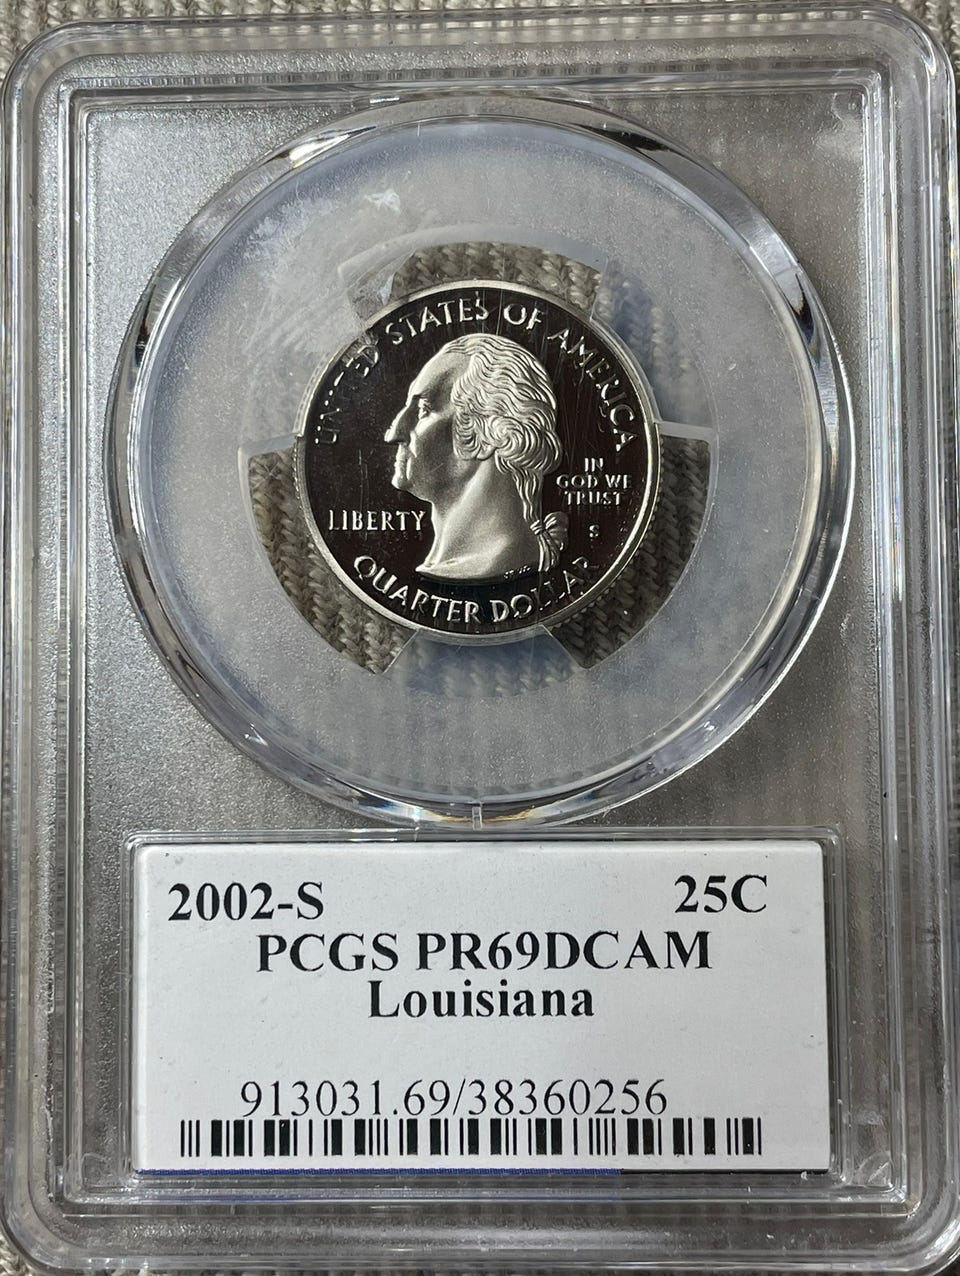 UNITED STATES OF AMERICA
LIBERTY
IN
GOD WE
TRUST
S
QUARTER DOLLAR
2002-S 25C
PCGS PR69DCAM
Louisiana
913031.69/38360256